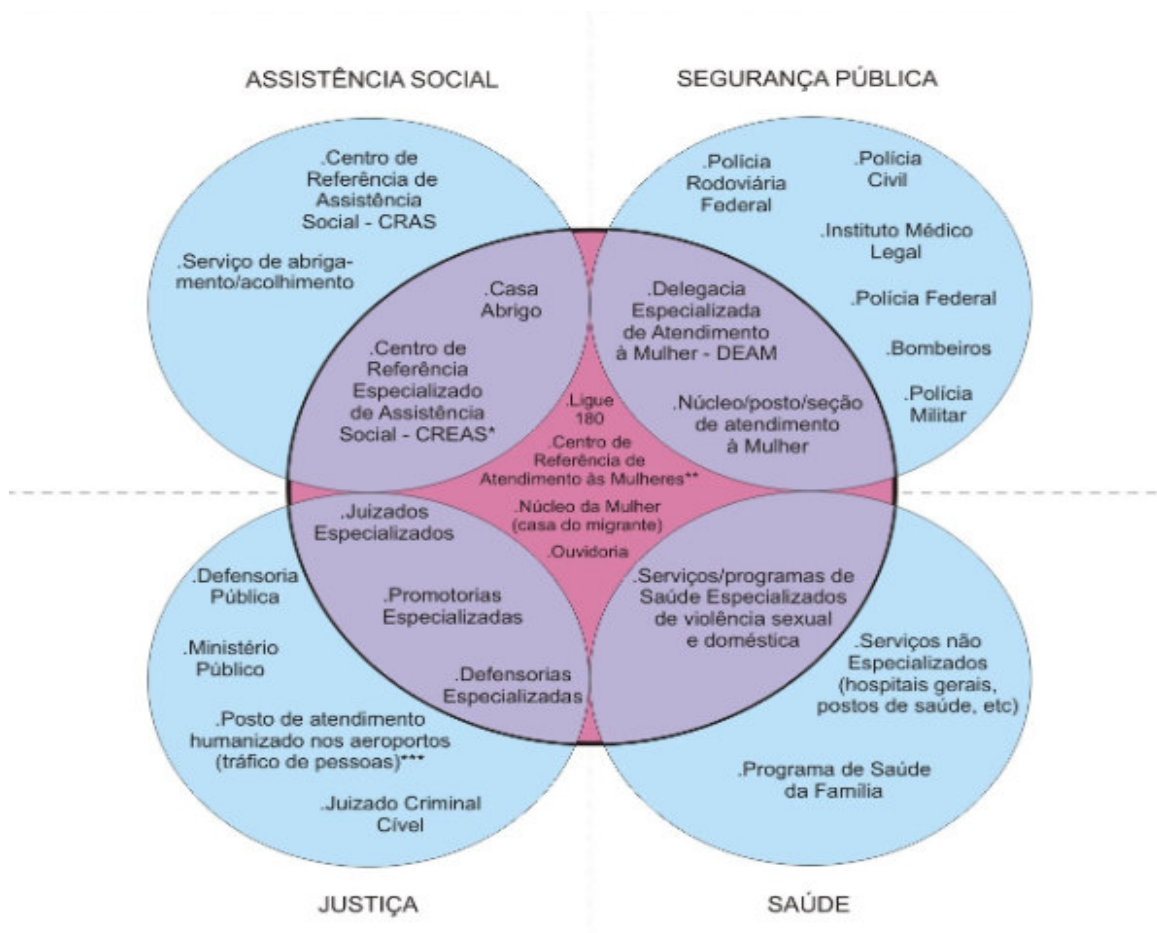 ASSISTÊNCIA SOCIAL
.Centro de
Referência de
Assistência
Social - CRAS
.Serviço de abriga-
mento/acolhimento
.Casa
Abrigo
.Centro de
Referência
Especializado
de Assistência
Social - CREAS*
SEGURANÇA PÚBLICA
.Polícia
Rodoviária
Federal
.Polícia
Civil
.Instituto Médico
Legal
.Polícia Federal
.Bombeiros
.Polícia
Militar
.Delegacia
Especializada
de Atendimento
à Mulher - DEAM
.Núcleo/posto/seção
de atendimento
à Mulher
.Ligue
180
.Centro de
Referência de
Atendimento às Mulheres**
.Núcleo da Mulher
(casa do migrante)
.Ouvidoria
.Juizados
Especializados
.Promotorias
Especializadas
.Defensorias
Especializadas
.Defensoria
Pública
.Ministério
Público
.Posto de atendimento
humanizado nos aeroportos
(tráfico de pessoas)***
.Juizado Criminal
Cível
JUSTIÇA
.Serviços/programas de
Saúde Especializados
de violência sexual
e doméstica
.Serviços não
Especializados
(hospitais gerais,
postos de saúde, etc)
.Programa de Saúde
da Família
SAÚDE